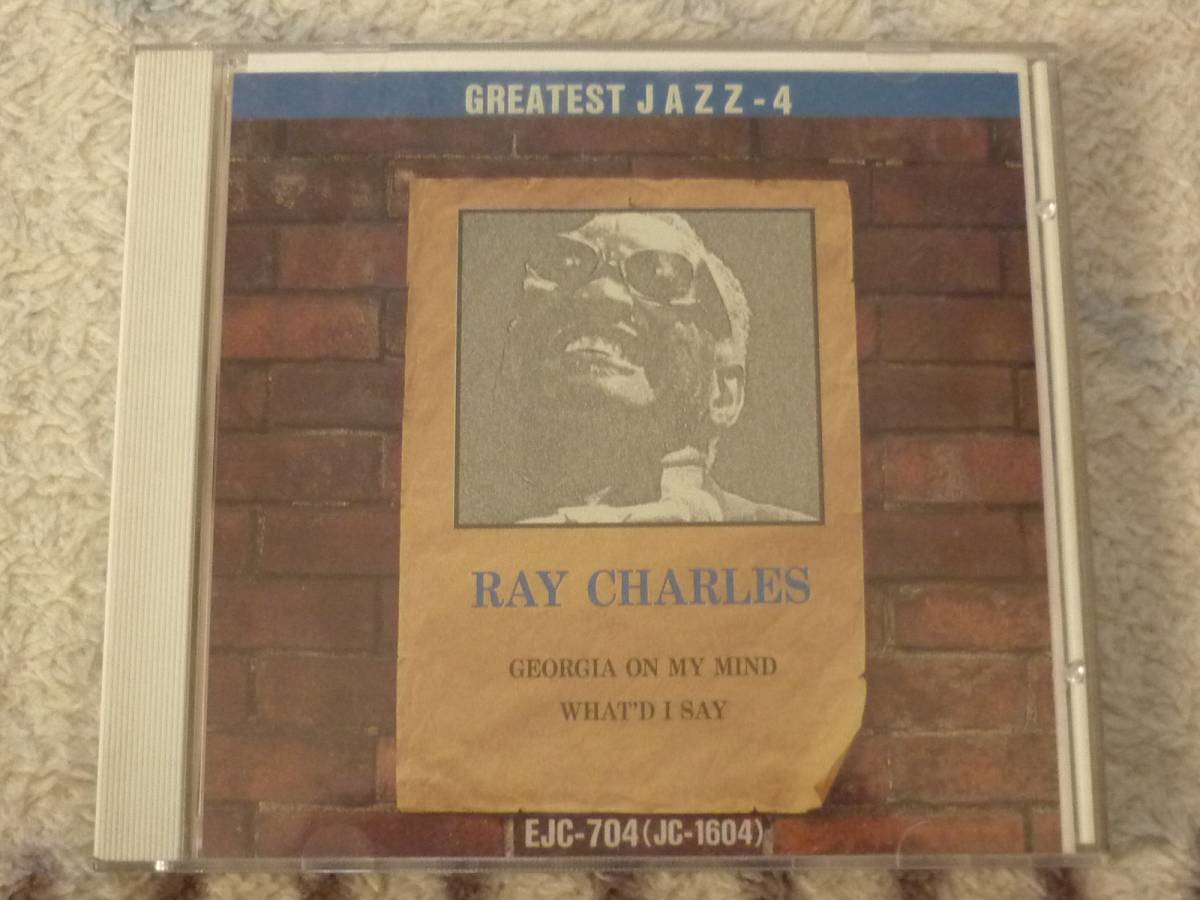 GREATEST JAZZ-4
RAY CHARLES
GEORGIA ON MY MIND
WHAT'D I SAY
EJC-704(JC-1604)